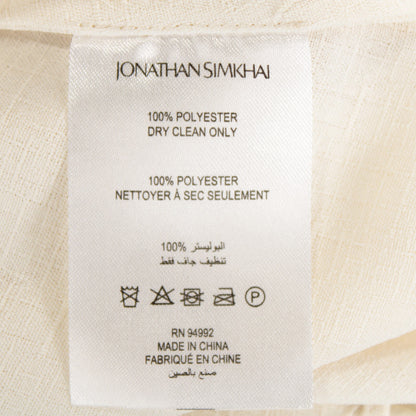 JONATHAN SIMKHAI
100% POLYESTER
DRY CLEAN ONLY
100% POLYESTER
NETTOYER À SEC SEULEMENT
البوليستر 100%
تنظيف جاف فقط
P
RN 94992
MADE IN CHINA
FABRIQUÉ EN CHINE
صنع بالصين